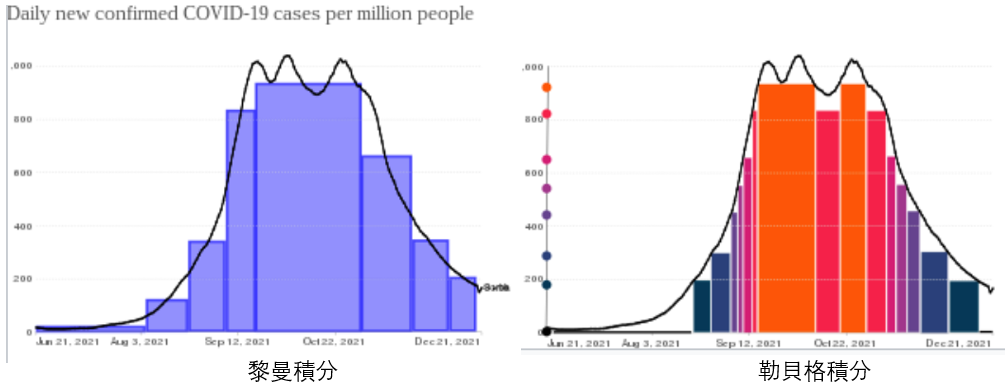 Daily new confirmed COVID-19 cases per million people
,000
800
600
400
200
0
Jun 21, 2021 Aug 3, 2021 Sep 12, 2021 Oct 22, 2021 Dec 21, 2021
Serbia
黎曼積分
,000
800
600
400
200
0
Jun 21, 2021 Aug 3, 2021 Sep 12, 2021 Oct 22, 2021 Dec 21, 2021
勒貝格積分